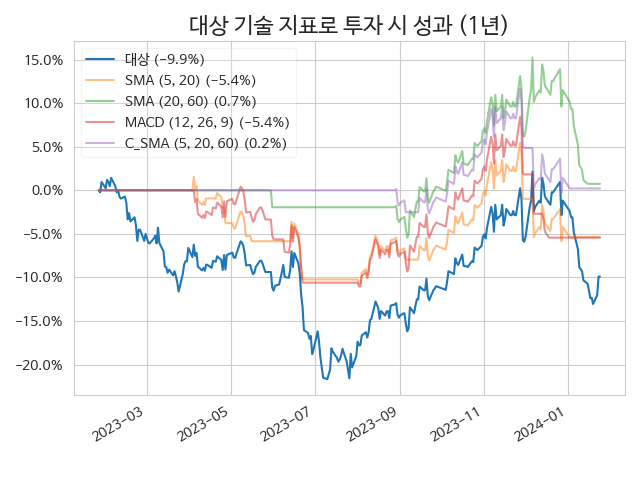 대상 기술 지표로 투자 시 성과 (1년)
대상 (−9.9%)
SMA (5, 20) (−5.4%)
SMA (20, 60) (0.7%)
MACD (12, 26, 9) (−5.4%)
C_SMA (5, 20, 60) (0.2%)
15.0%
10.0%
5.0%
0.0%
−5.0%
−10.0%
−15.0%
−20.0%
2023-03
2023-05
2023-07
2023-09
2023-11
2024-01